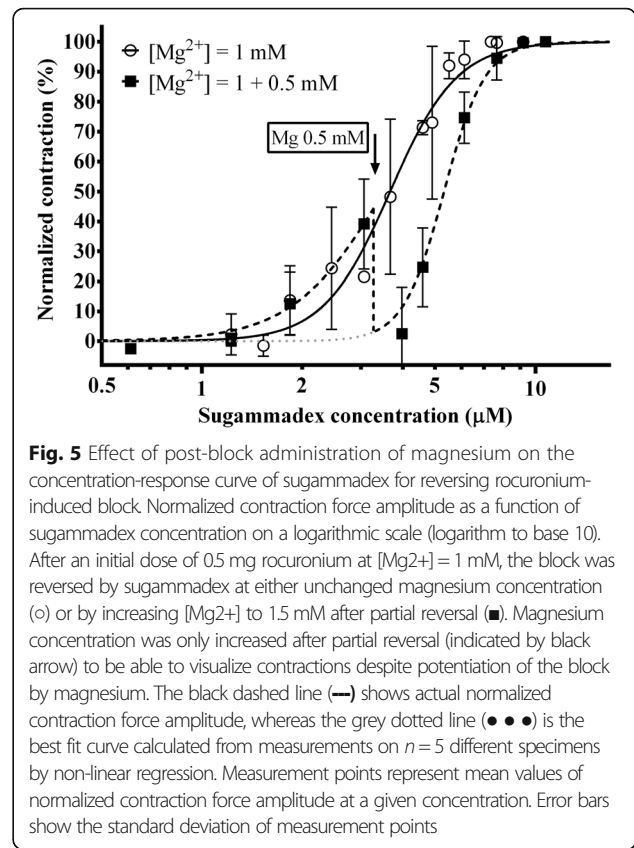 100
90
80
70
60
50
40
30
20
10
0
Normalized contraction (%)
[Mg2+] = 1 mM
[Mg2+] = 1 + 0.5 mM
Mg 0.5 mM
0.5 1 2 5 10
Sugammadex concentration (μM)
Fig. 5 Effect of post-block administration of magnesium on the
concentration-response curve of sugammadex for reversing rocuronium-
induced block. Normalized contraction force amplitude as a function of
sugammadex concentration on a logarithmic scale (logarithm to base 10).
After an initial dose of 0.5 mg rocuronium at [Mg2+] = 1 mM, the block was
reversed by sugammadex at either unchanged magnesium concentration
(○) or by increasing [Mg2+] to 1.5 mM after partial reversal (■). Magnesium
concentration was only increased after partial reversal (indicated by black
arrow) to be able to visualize contractions despite potentiation of the block
by magnesium. The black dashed line (---) shows actual normalized
contraction force amplitude, whereas the grey dotted line (● ● ●) is the
best fit curve calculated from measurements on n = 5 different specimens
by non-linear regression. Measurement points represent mean values of
normalized contraction force amplitude at a given concentration. Error bars
show the standard deviation of measurement points